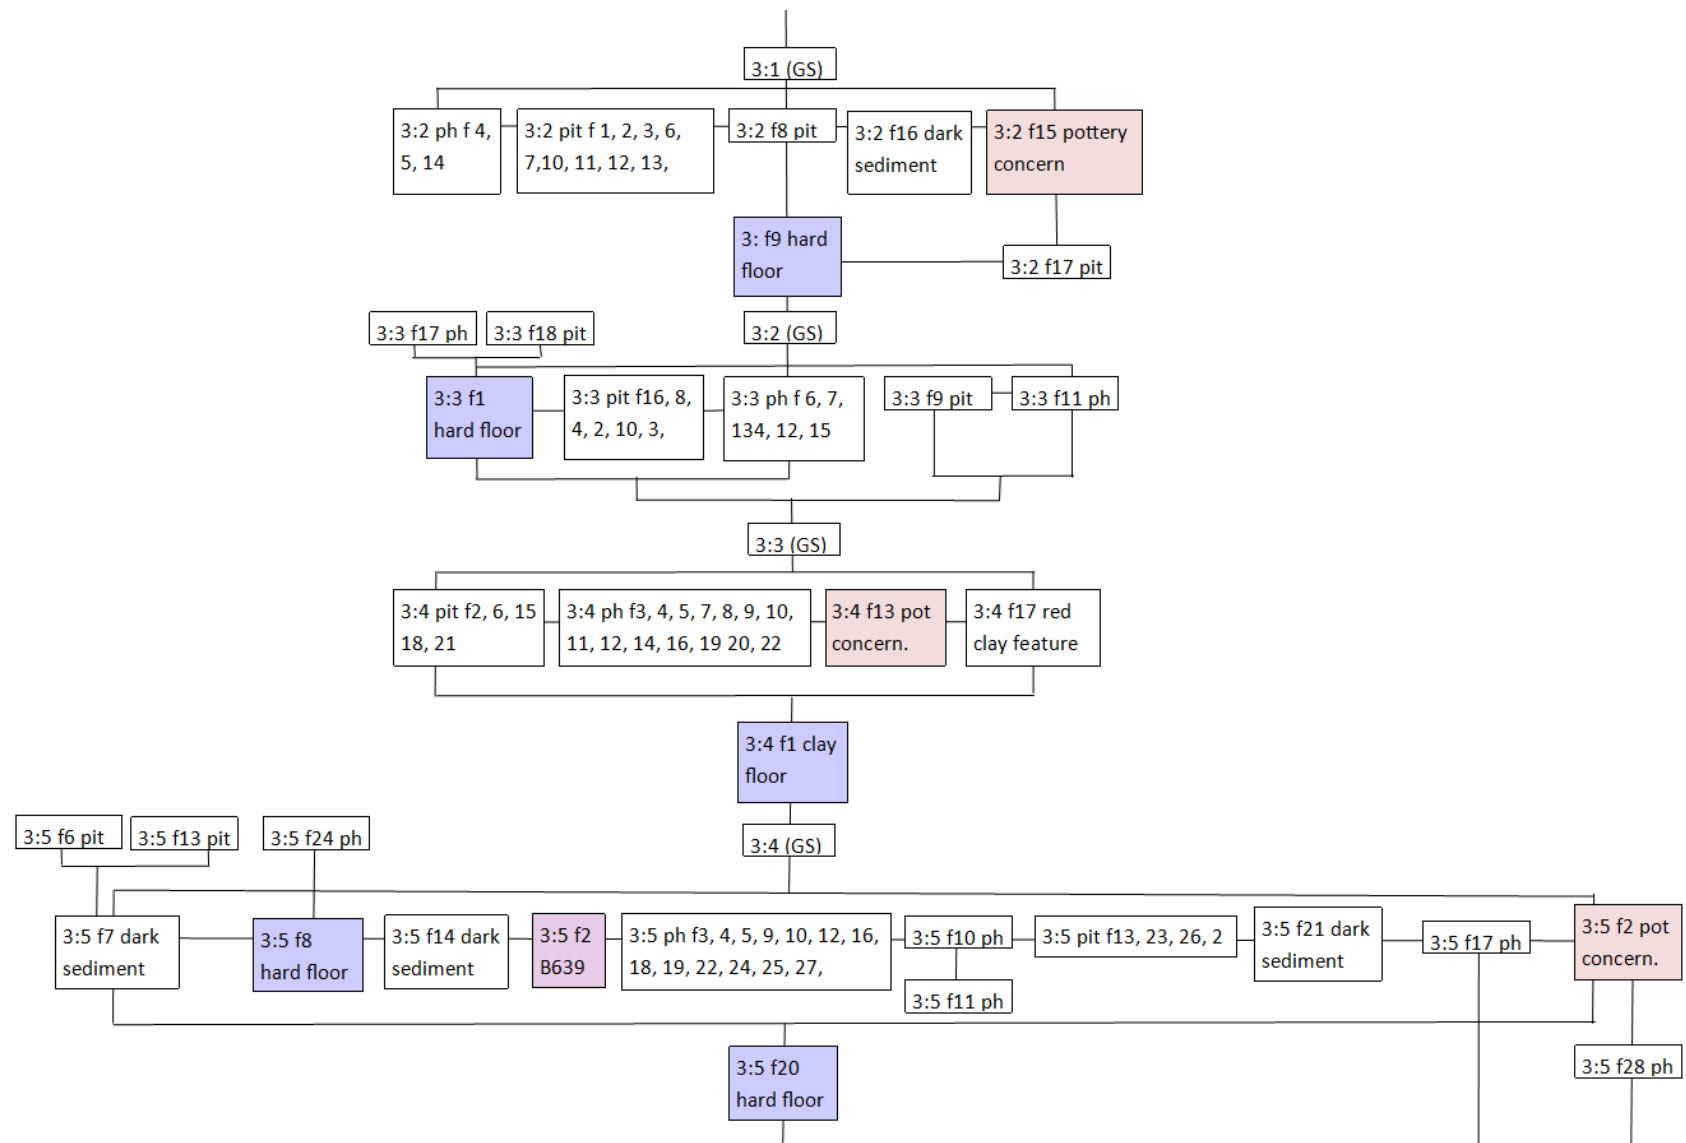 3:1 (GS)
3:2 ph f 4,
5, 14
3:2 pit f 1, 2, 3, 6,
7,10, 11, 12, 13,
3:2 f8 pit
3:2 f16 dark
sediment
3:2 f15 pottery
concern
3: f9 hard
floor
3:2 f17 pit
3:3 f17 ph
3:3 f18 pit
3:2 (GS)
3:3 f1
hard floor
3:3 pit f16, 8,
4, 2, 10, 3,
3:3 ph f 6, 7,
134, 12, 15
3:3 f9 pit
3:3 f11 ph
3:3 (GS)
3:4 pit f2, 6, 15
18, 21
3:4 ph f3, 4, 5, 7, 8, 9, 10,
11, 12, 14, 16, 19 20, 22
3:4 f13 pot
concern.
3:4 f17 red
clay feature
3:4 f1 clay
floor
3:5 f6 pit
3:5 f13 pit
3:5 f24 ph
3:4 (GS)
3:5 f7 dark
sediment
3:5 f8
hard floor
3:5 f14 dark
sediment
3:5 f2
B639
3:5 ph f3, 4, 5, 9, 10, 12, 16,
18, 19, 22, 24, 25, 27,
3:5 f10 ph
3:5 f11 ph
3:5 pit f13, 23, 26, 2
3:5 f21 dark
sediment
3:5 f17 ph
3:5 f2 pot
concern.
3:5 f20
hard floor
3:5 f28 ph